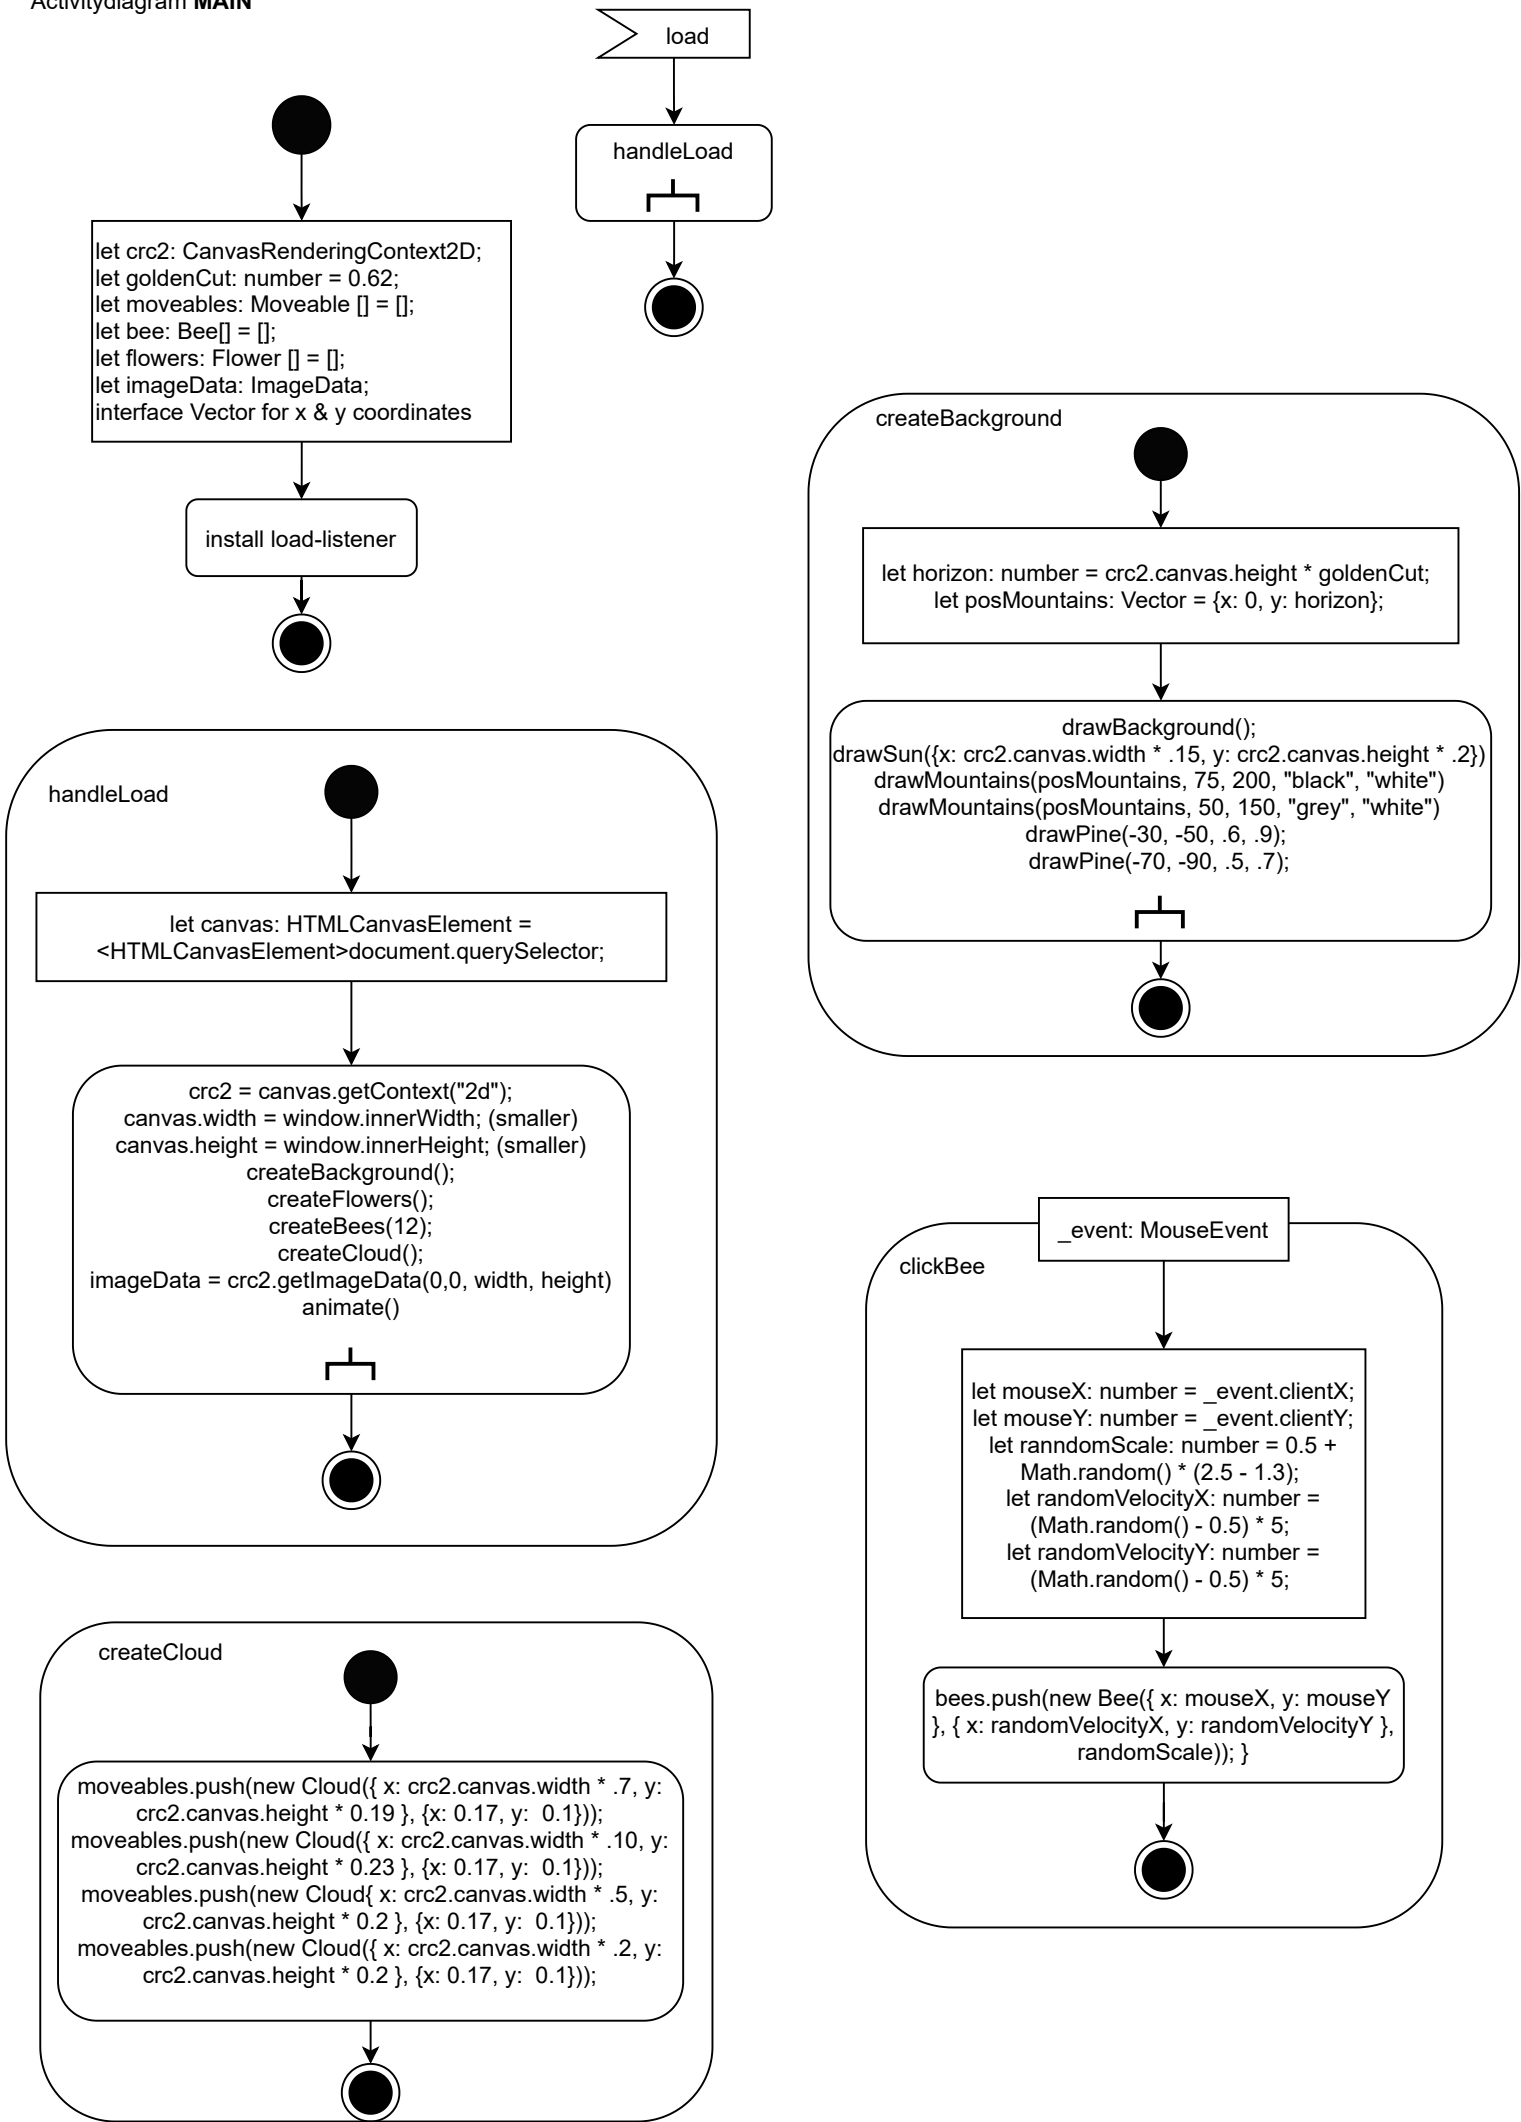 Activitydiagram MAIN
load
handleLoad
let crc2: CanvasRenderingContext2D;
let goldenCut: number = 0.62;
let moveables: Moveable [] = [];
let bee: Bee[] = [];
let flowers: Flower [] = [];
let imageData: ImageData;
interface Vector for x & y coordinates
install load-listener
createBackground
let horizon: number = crc2.canvas.height * goldenCut;
let posMountains: Vector = {x: 0, y: horizon};
drawBackground();
drawSun({x: crc2.canvas.width * .15, y: crc2.canvas.height * .2})
drawMountains(posMountains, 75, 200, "black", "white")
drawMountains(posMountains, 50, 150, "grey", "white")
drawPine(-30, -50, .6, .9);
drawPine(-70, -90, .5, .7);
handleLoad
let canvas: HTMLCanvasElement =
<HTMLCanvasElement>document.querySelector;
crc2 = canvas.getContext("2d");
canvas.width = window.innerWidth; (smaller)
canvas.height = window.innerHeight; (smaller)
createBackground();
createFlowers();
createBees(12);
createCloud();
imageData = crc2.getImageData(0,0, width, height)
animate()
_event: MouseEvent
clickBee
let mouseX: number = _event.clientX;
let mouseY: number = _event.clientY;
let ranndomScale: number = 0.5 +
Math.random() * (2.5 - 1.3);
let randomVelocityX: number =
(Math.random() - 0.5) * 5;
let randomVelocityY: number =
(Math.random() - 0.5) * 5;
bees.push(new Bee({ x: mouseX, y: mouseY
}, { x: randomVelocityX, y: randomVelocityY },
randomScale)); }
createCloud
moveables.push(new Cloud({ x: crc2.canvas.width * .7, y:
crc2.canvas.height * 0.19 }, {x: 0.17, y:  0.1}));
moveables.push(new Cloud({ x: crc2.canvas.width * .10, y:
crc2.canvas.height * 0.23 }, {x: 0.17, y:  0.1}));
moveables.push(new Cloud{ x: crc2.canvas.width * .5, y:
crc2.canvas.height * 0.2 }, {x: 0.17, y:  0.1}));
moveables.push(new Cloud({ x: crc2.canvas.width * .2, y:
crc2.canvas.height * 0.2 }, {x: 0.17, y:  0.1}));